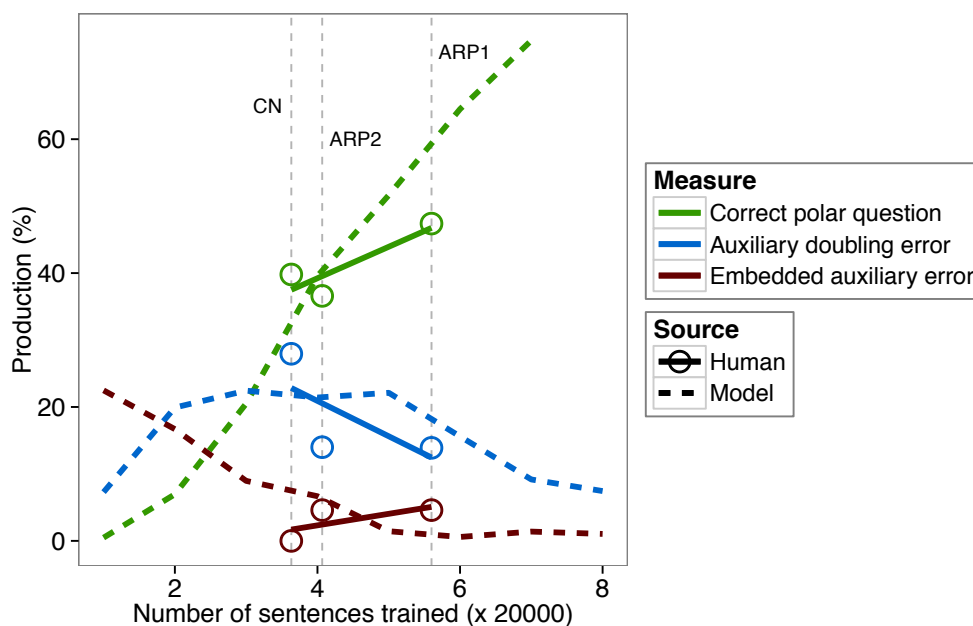 ARP1
CN
ARP2
60
40
20
0
Production (%)
2 4 6 8
Number of sentences trained (x 20000)
Measure
Correct polar question
Auxiliary doubling error
Embedded auxiliary error
Source
Human
Model